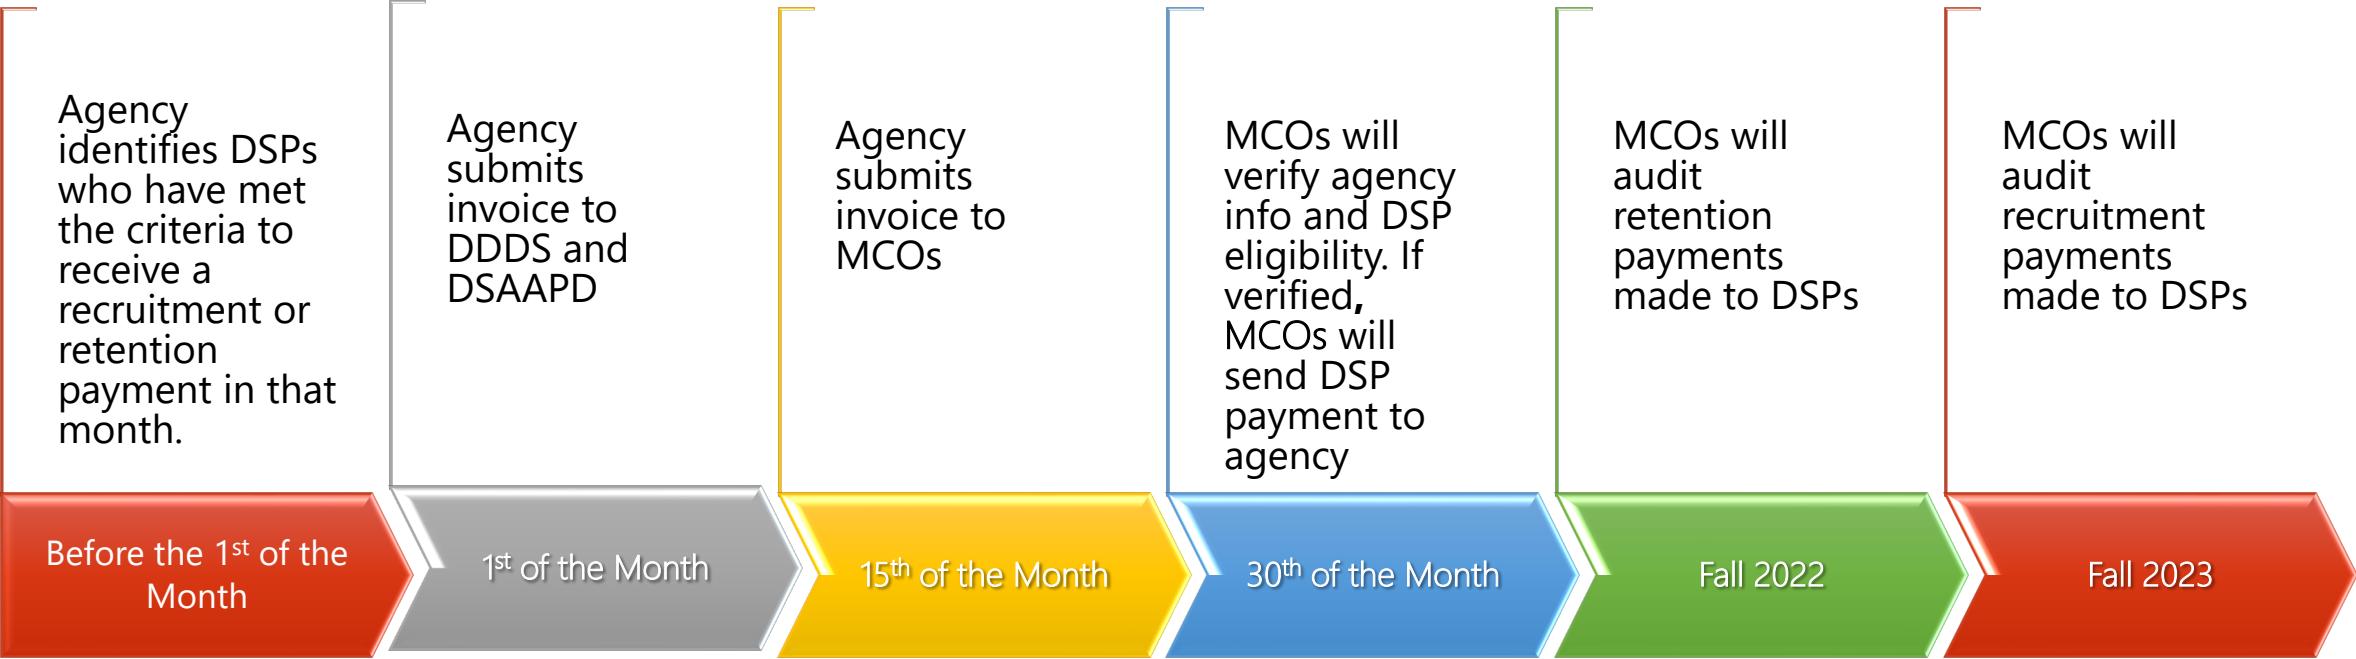 Agency
identifies DSPs
who have met
the criteria to
receive a
recruitment or
retention
payment in that
month.
Before the 1st of the
Month
Agency
submits
invoice to
DDDS and
DSAAPD
1st of the Month
Agency
submits
invoice to
MCOs
15th of the Month
MCOs will
verify agency
info and DSP
eligibility. If
verified,
MCOs will
send DSP
payment to
agency
30th of the Month
MCOs will
audit
retention
payments
made to DSPs
Fall 2022
MCOs will
audit
recruitment
payments
made to DSPs
Fall 2023